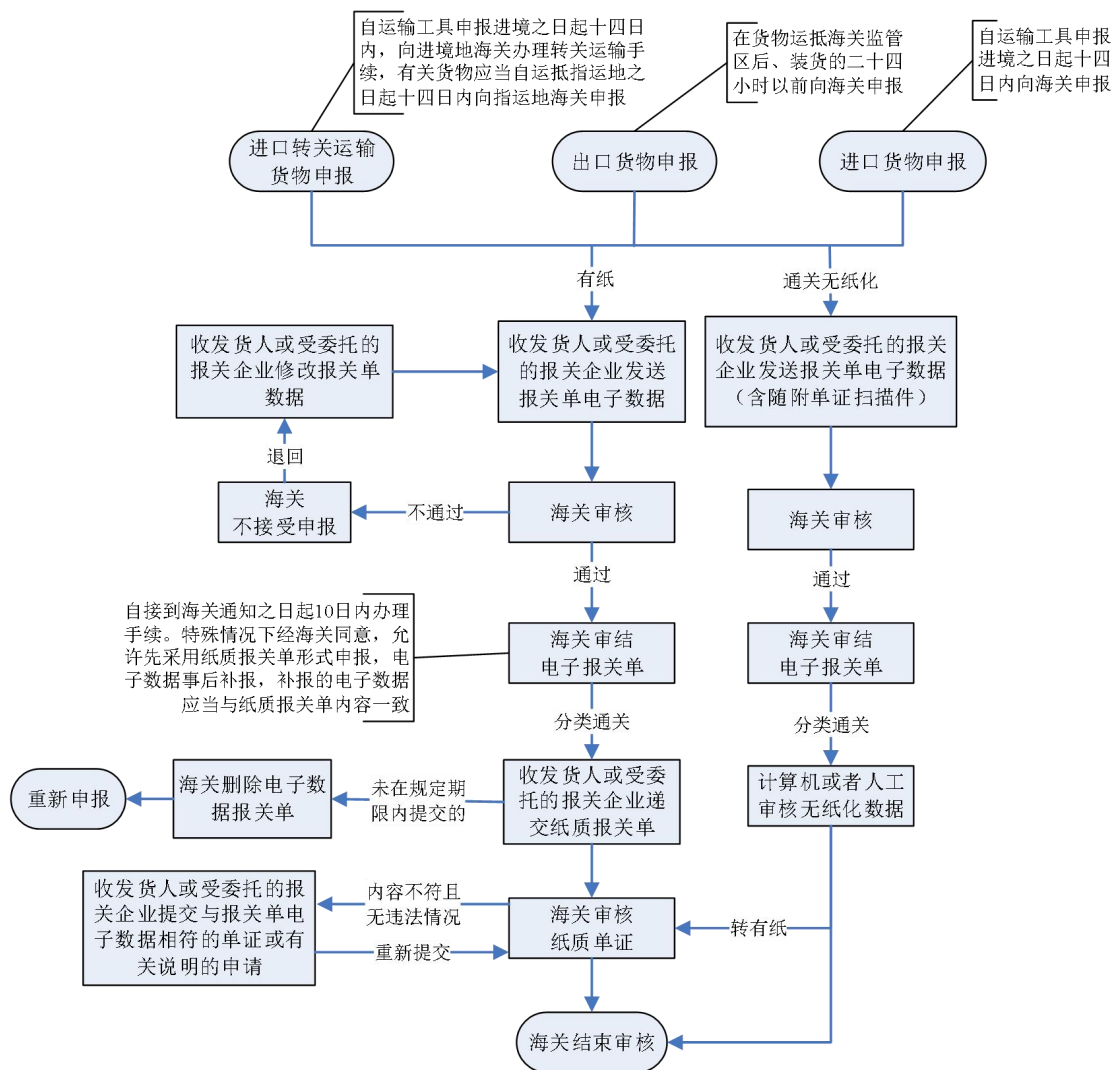 自运输工具申报进境之日起十四日
内，向进境地海关办理转关运输手
续，有关货物应当自运抵指运地之
日起十四日内向指运地海关申报
在货物运抵海关监管
区后、装货的二十四
小时以前向海关申报
自运输工具申报
进境之日起十四
日内向海关申报
进口转关运输
货物申报
出口货物申报
进口货物申报
有纸
通关无纸化
收发货人或受委托的
报关企业修改报关单
数据
收发货人或受委托
的报关企业发送
报关单电子数据
收发货人或受委托的报关
企业发送报关单电子数据
（含随附单证扫描件）
退回
海关
不接受申报
不通过
海关审核
海关审核
通过
通过
自接到海关通知之日起10日内办理
手续。特殊情况下经海关同意，允
许先采用纸质报关单形式申报，电
子数据事后补报，补报的电子数据
应当与纸质报关单内容一致
海关审结
电子报关单
海关审结
电子报关单
分类通关
分类通关
重新申报
海关删除电子数
据报关单
未在规定期
限内提交的
收发货人或受委
托的报关企业递
交纸质报关单
计算机或者人工
审核无纸化数据
收发货人或受委托的报
关企业提交与报关单电
子数据相符的单证或有
关说明的申请
内容不符且
无违法情况
重新提交
海关审核
纸质单证
转有纸
海关结束审核